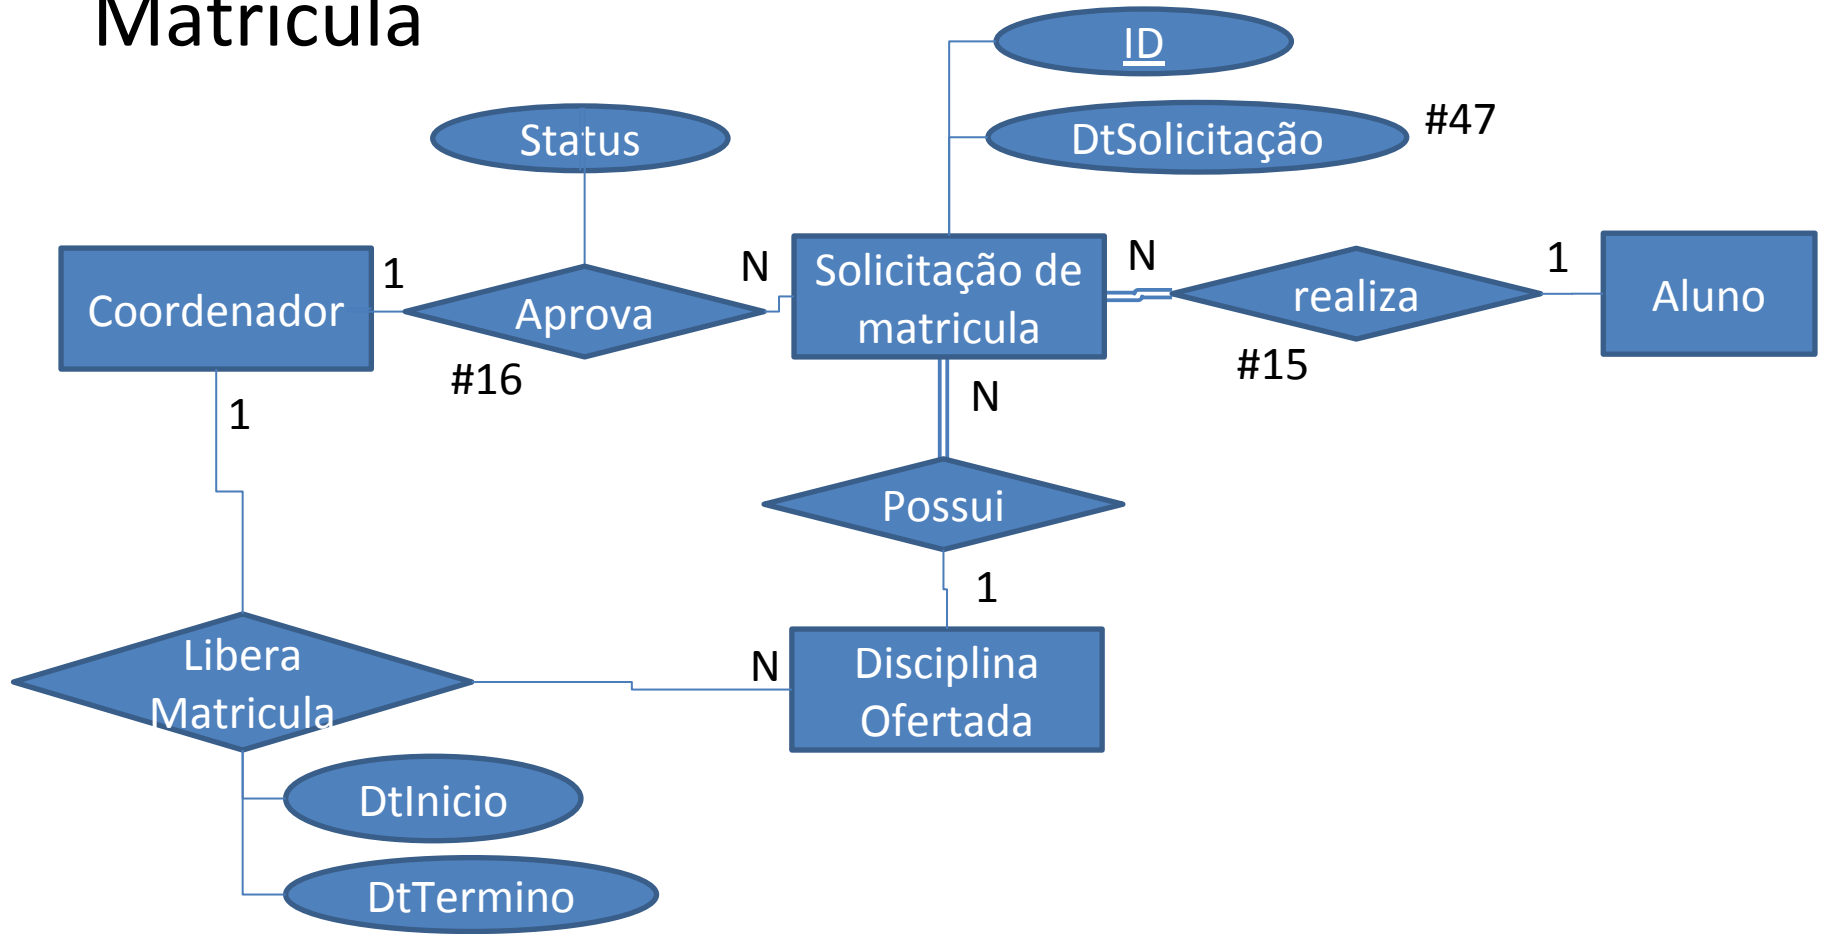 Matricula
ID
DtSolicitação
#47
Status
Coordenador
1
Aprova
N
#16
Solicitação de
matricula
N
realiza
1
#15
Aluno
1
N
Possui
1
Libera
Matricula
N
Disciplina
Ofertada
DtInicio
DtTermino